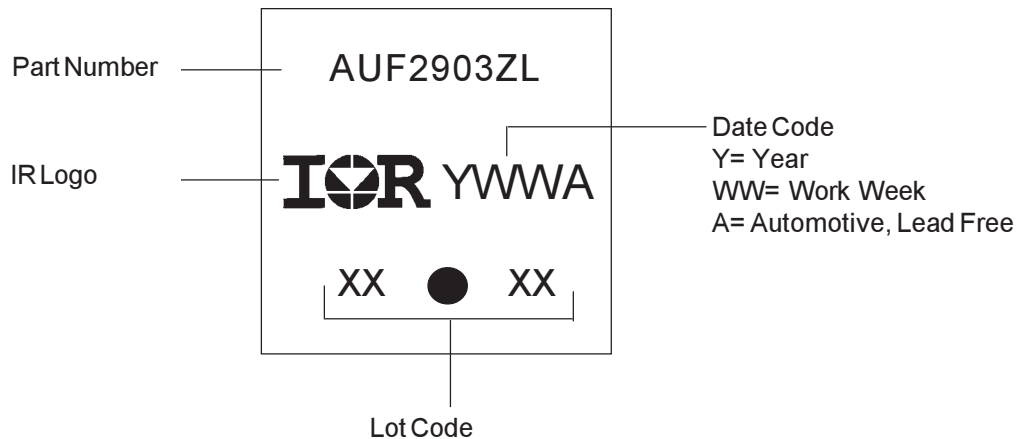 Part Number
AUF2903ZL
IR Logo
IOR YWWA
Date Code
Y= Year
WW= Work Week
A= Automotive, Lead Free
XX XX
Lot Code